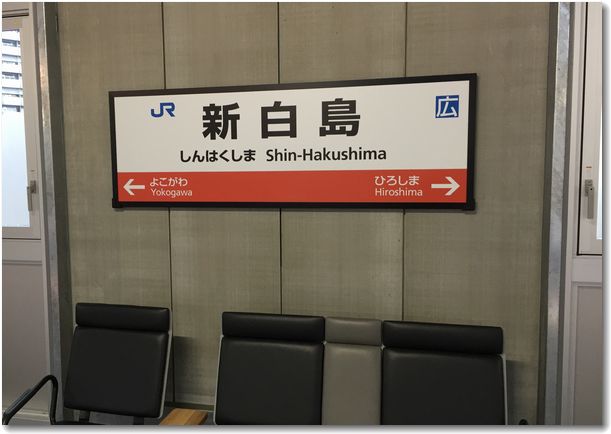 JR 新白島 広
しんはくしま Shin-Hakushima
← よこがわ ひろしま →
Yokogawa Hiroshima